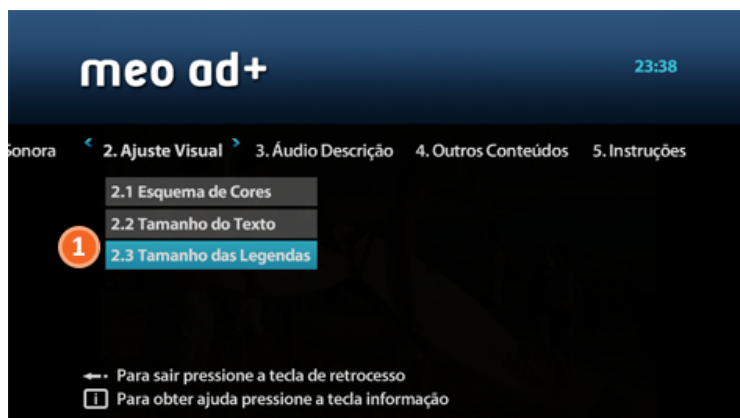 meo ad+
23:38
Sonora 2. Ajuste Visual 3. Áudio Descrição 4. Outros Conteúdos 5. Instruções
2.1 Esquema de Cores
2.2 Tamanho do Texto
1
2.3 Tamanho das Legendas
Para sair pressione a tecla de retrocesso
i Para obter ajuda pressione a tecla informação